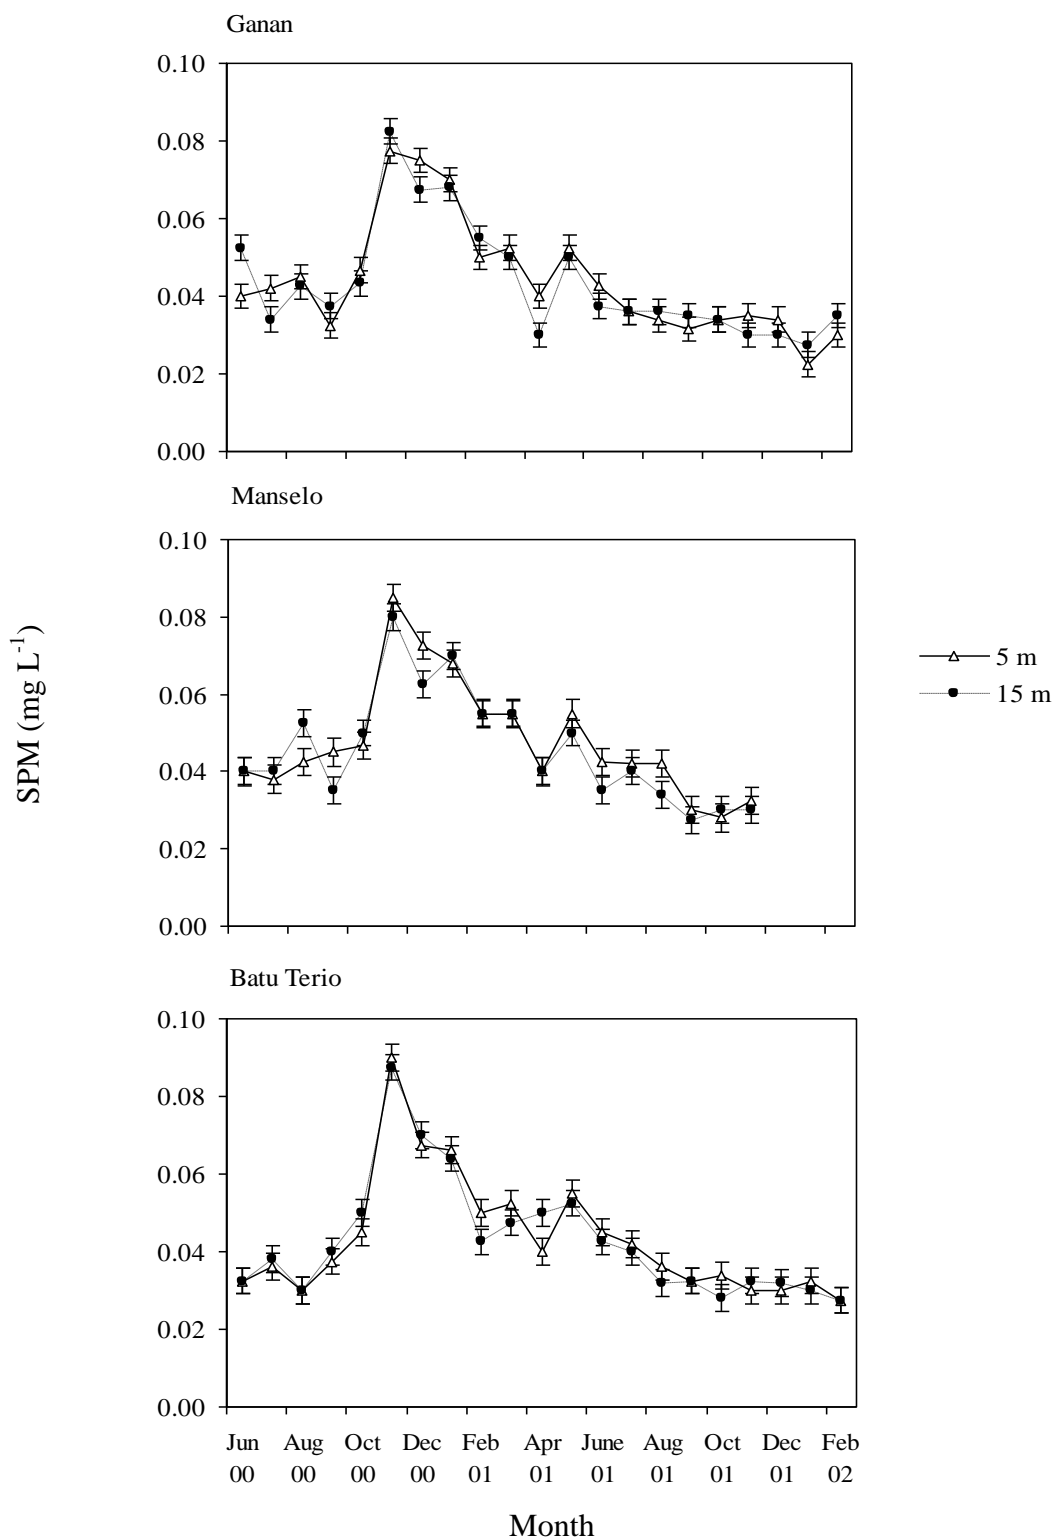 Ganan
0.10
0.08
0.06
0.04
0.02
0.00
Manselo
0.10
0.08
0.06
0.04
0.02
0.00
SPM (mg L-1)
5 m
15 m
Batu Terio
0.10
0.08
0.06
0.04
0.02
0.00
Jun Aug Oct Dec Feb Apr June Aug Oct Dec Feb
00 00 00 00 01 01 01 01 01 01 02
Month